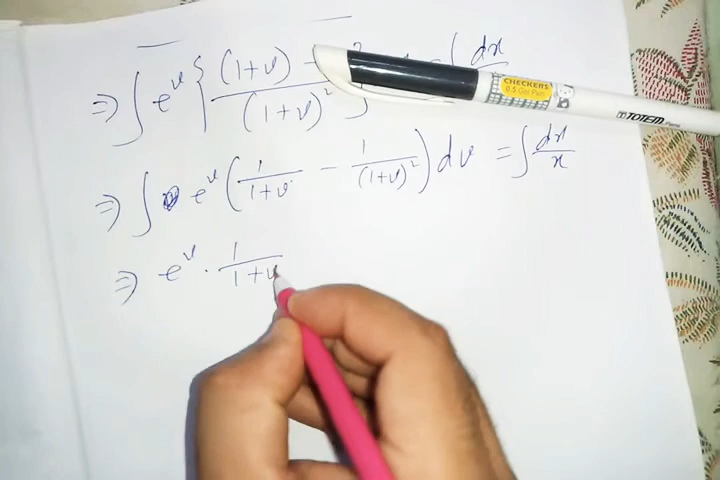 ⇒ ∫ e^v { (1+v) − / (1+v)^2 } = ∫ dx
CHECKERS
0.5 Gel Pen
TOTEM
⇒ ∫ e^v ( 1/(1+v) − 1/(1+v)^2 ) dv = ∫ dx/x
⇒ e^v . 1/(1+v)